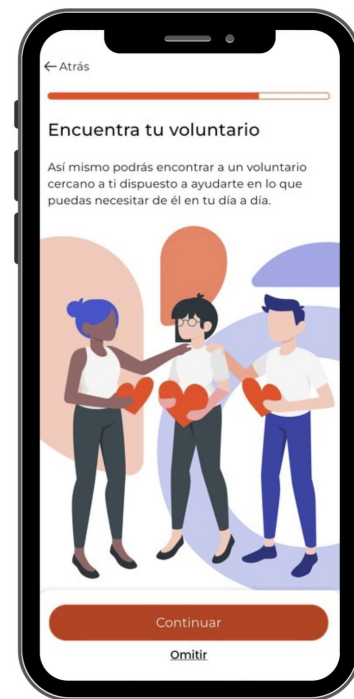 Atrás
Encuentra tu voluntario
Así mismo podrás encontrar a un voluntario
cercano a ti dispuesto a ayudarte en lo que
puedas necesitar de él en tu día a día.
Continuar
Omitir